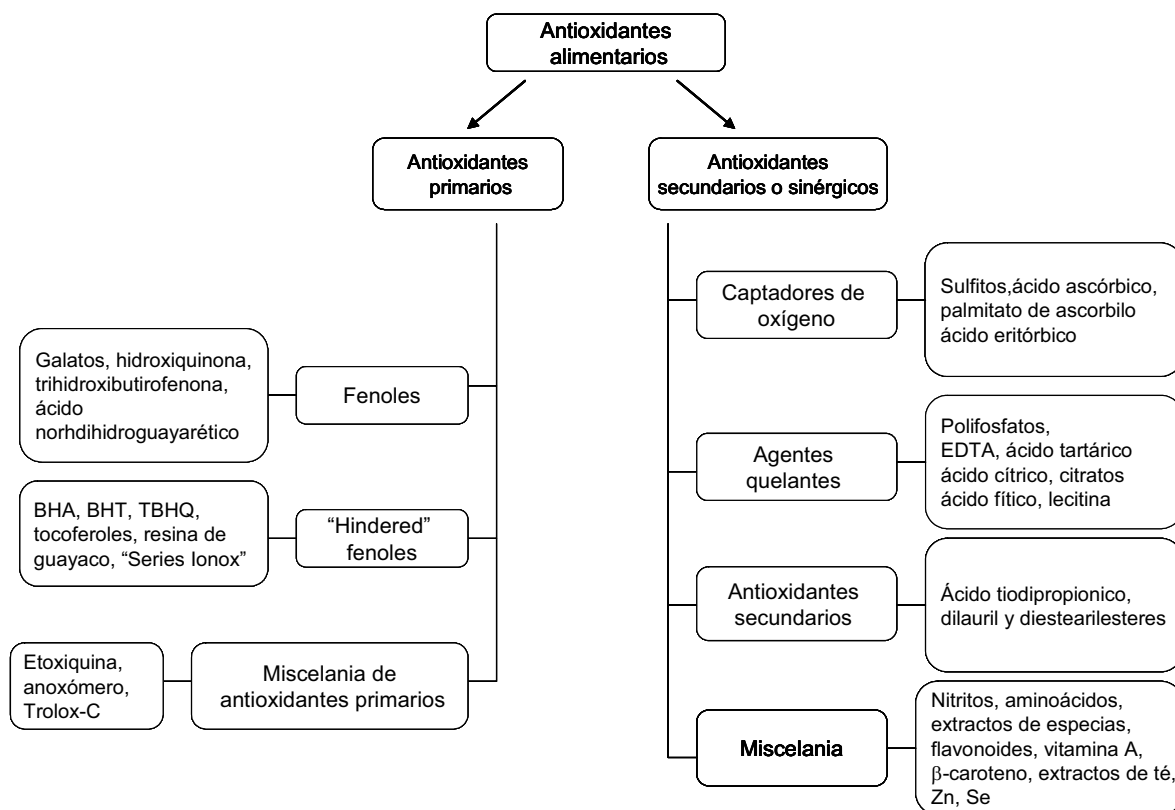 Antioxidantes
alimentarios
Antioxidantes
primarios
Antioxidantes
secundarios o sinérgicos
Galatos, hidroxiquinona,
trihidroxibutirofenona,
ácido
norhdihidroguayarético
Fenoles
BHA, BHT, TBHQ,
tocoferoles, resina de
guayaco, “Series Ionox”
“Hindered”
fenoles
Etoxiquina,
anoxómero,
Trolox-C
Miscelania de
antioxidantes primarios
Captadores de
oxígeno
Sulfitos,ácido ascórbico,
palmitato de ascorbilo
ácido eritórbico
Agentes
quelantes
Polifosfatos,
EDTA, ácido tartárico
ácido cítrico, citratos
ácido fítico, lecitina
Antioxidantes
secundarios
Ácido tiodipropionico,
dilauril y diestearilesteres
Miscelania
Nitritos, aminoácidos,
extractos de especias,
flavonoides, vitamina A,
β-caroteno, extractos de té,
Zn, Se